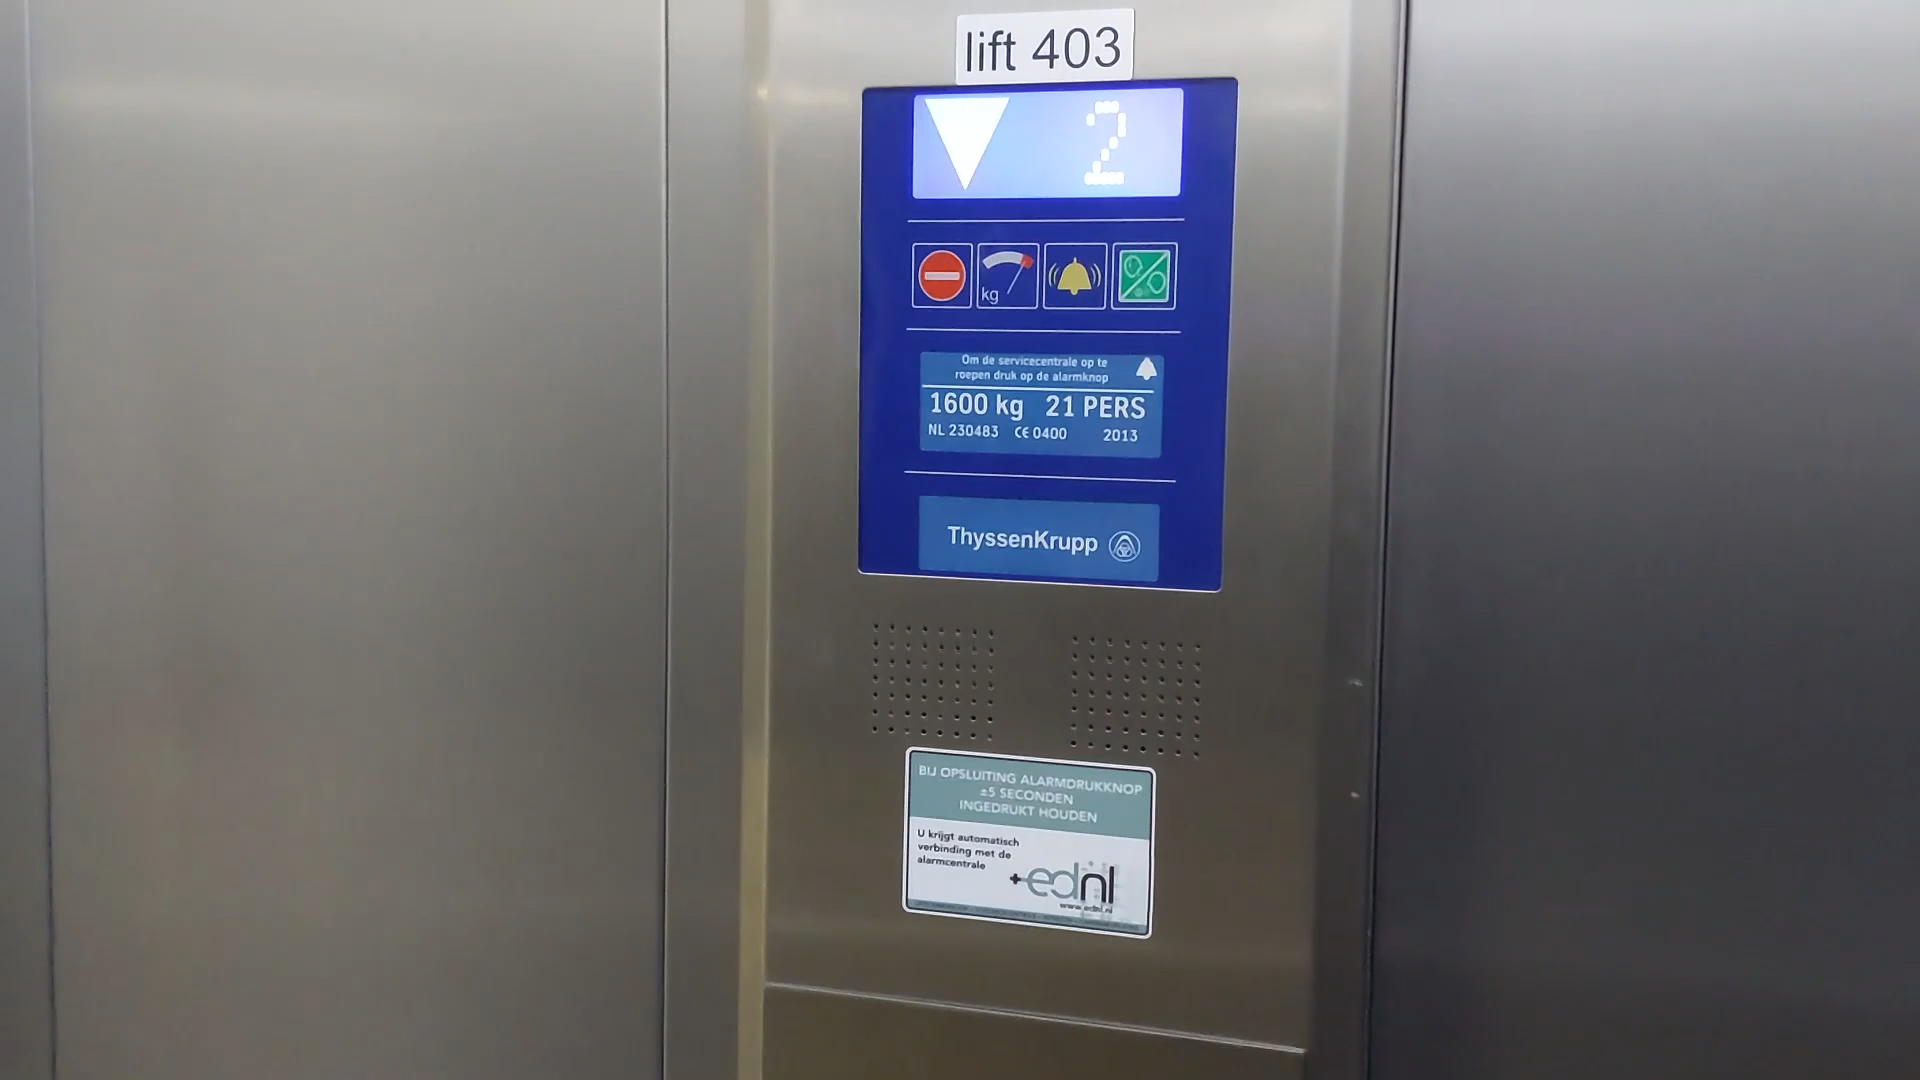 lift 403
2
kg
Om de servicecentrale op te
roepen druk op de alarmknop
1600 kg 21 PERS
NL 230483 CE 0400 2013
ThyssenKrupp
BIJ OPSLUITING ALARMDRUKKNOP
±5 SECONDEN
INGEDRUKT HOUDEN
U krijgt automatisch
verbinding met de
alarmcentrale
ednl
www.ednl.nl